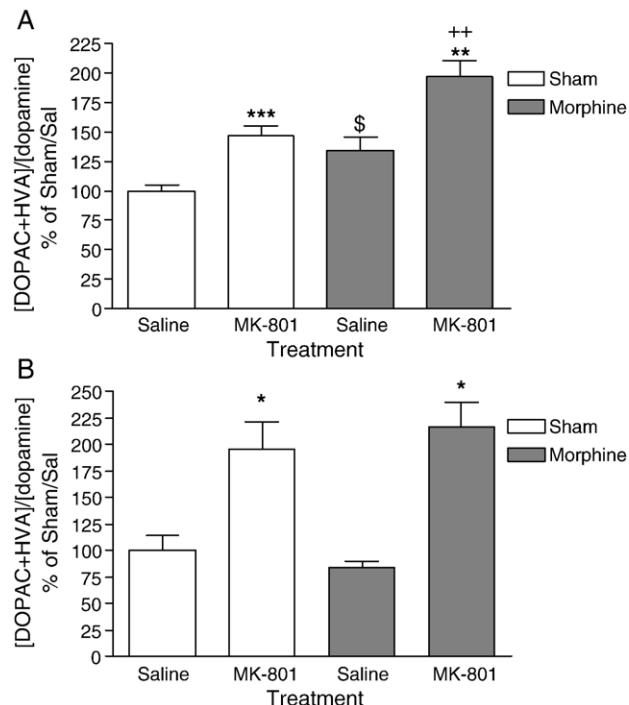 A
[DOPAC+HVA]/[dopamine]
% of Sham/Sal
225
200
175
150
125
100
75
50
25
0
***
$
++
**
Sham
Morphine
Saline
MK-801
Saline
MK-801
Treatment
B
[DOPAC+HVA]/[dopamine]
% of Sham/Sal
250
225
200
175
150
125
100
75
50
25
0
*
*
Sham
Morphine
Saline
MK-801
Saline
MK-801
Treatment